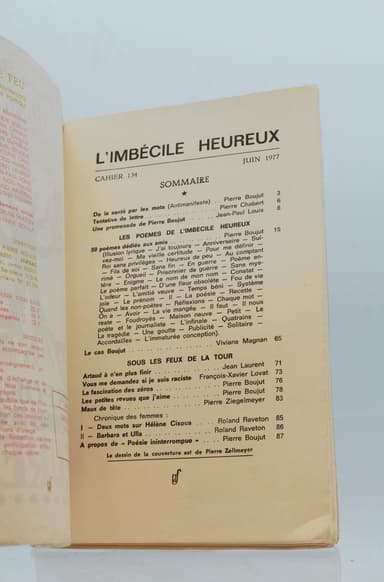 L'IMBÉCILE HEUREUX
CAHIER 134 JUIN 1977
SOMMAIRE
★
De la santé par les mots (Antimanifeste) . Pierre Boujut 3
Tentative de lettre . . . . . . . Pierre Chabert 6
Une promenade de Pierre Boujut . . . Jean-Paul Louis 8
LES POEMES DE L'IMBÉCILE HEUREUX
59 poèmes dédiés aux amis . . . . Pierre Boujut 15
(Illusion lyrique — J'ai toujours — Anniversaire — Sui-
vez-moi — Ma vieille certitude — Pour me définir —
Roi sans privilèges — Heureux de peu — Au comptant
— Fils de soi — Sans fin — En guerre — Poème en-
rimé — Orgueil — Prisonnier de guerre — Sans mys-
tère — Enigme — Le nom de mon nom — Constat —
Le poème parfait — D'une fleur obsolète — Fou de vie
L'odeur — L'amitié veuve — Temps béni — Système
joie — Le prénom — II — La poésie — Recette —
Quand les non-poètes — Réflexions — Chaque mot —
On a — Avoir — La vie mangée — Il faut — Il nous
reste — Foudroyés — Maison neuve — Petit — Le
poète et le journaliste — L'infinale — Quatrains —
La tragédie — Une goutte — Publicité — Solitaire —
Accordailles — L'immature conception).
Le cas Boujut . . . . . . . . Viviane Magnan 65
SOUS LES FEUX DE LA TOUR
Artaud à n'en plus finir . . . . . . Jean Laurent 71
Vous me demandez si je suis raciste François-Xavier Lovat 73
La fascination des zéros . . . . . . Pierre Boujut 76
Les petites revues que j'aime . . . . Pierre Boujut 78
Maux de tête . . . . . . . Pierre Ziegelmeyer 83
Chronique des femmes :
I — Deux mots sur Hélène Cixous . . Roland Raveton 85
II — Barbara et Ulla . . . . . . Roland Raveton 86
A propos de « Poésie ininterrompue » . Pierre Boujut 87
Le dessin de la couverture est de Pierre Zellmeyer